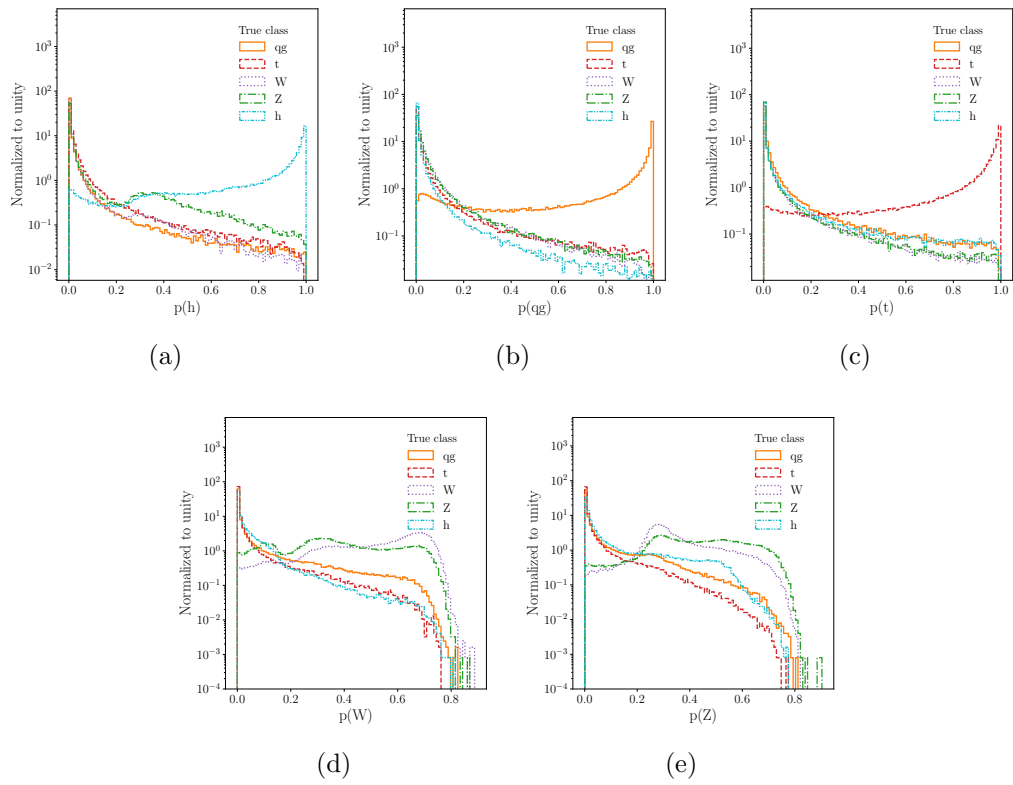 True class
qg
t
W
Z
h
Normalized to unity
10³
10²
10¹
10⁰
10⁻¹
10⁻²
0.0 0.2 0.4 0.6 0.8 1.0
p(h)
(a)
True class
qg
t
W
Z
h
Normalized to unity
10³
10²
10¹
10⁰
10⁻¹
0.0 0.2 0.4 0.6 0.8 1.0
p(qg)
(b)
True class
qg
t
W
Z
h
Normalized to unity
10³
10²
10¹
10⁰
10⁻¹
0.0 0.2 0.4 0.6 0.8 1.0
p(t)
(c)
True class
qg
t
W
Z
h
Normalized to unity
10³
10²
10¹
10⁰
10⁻¹
10⁻²
10⁻³
10⁻⁴
0.0 0.2 0.4 0.6 0.8
p(W)
(d)
True class
qg
t
W
Z
h
Normalized to unity
10³
10²
10¹
10⁰
10⁻¹
10⁻²
10⁻³
10⁻⁴
0.0 0.2 0.4 0.6 0.8
p(Z)
(e)